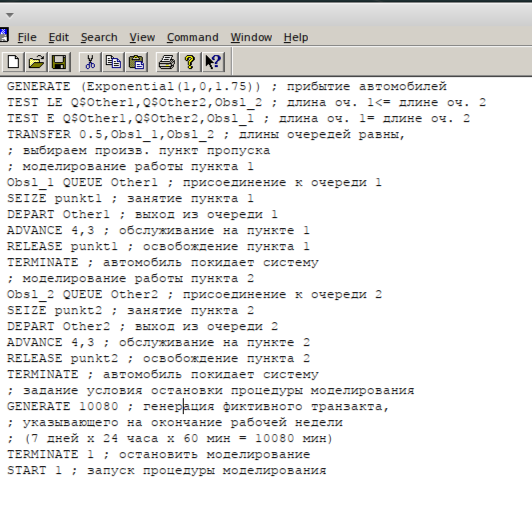 File Edit Search View Command Window Help
GENERATE (Exponential(1,0,1.75)) ; прибытие автомобилей
TEST LE Q$Other1,Q$Other2,Obsl_2 ; длина оч. 1<= длине оч. 2
TEST E Q$Other1,Q$Other2,Obsl_1 ; длина оч. 1= длине оч. 2
TRANSFER 0.5,Obsl_1,Obsl_2 ; длины очередей равны,
; выбираем произв. пункт пропуска
; моделирование работы пункта 1
Obsl_1 QUEUE Other1 ; присоединение к очереди 1
SEIZE punkt1 ; занятие пункта 1
DEPART Other1 ; выход из очереди 1
ADVANCE 4,3 ; обслуживание на пункте 1
RELEASE punkt1 ; освобождение пункта 1
TERMINATE ; автомобиль покидает систему
; моделирование работы пункта 2
Obsl_2 QUEUE Other2 ; присоединение к очереди 2
SEIZE punkt2 ; занятие пункта 2
DEPART Other2 ; выход из очереди 2
ADVANCE 4,3 ; обслуживание на пункте 2
RELEASE punkt2 ; освобождение пункта 2
TERMINATE ; автомобиль покидает систему
; задание условия остановки процедуры моделирования
GENERATE 10080 ; генерация фиктивного транзакта,
; указывающего на окончание рабочей недели
; (7 дней x 24 часа x 60 мин = 10080 мин)
TERMINATE 1 ; остановить моделирование
START 1 ; запуск процедуры моделирования